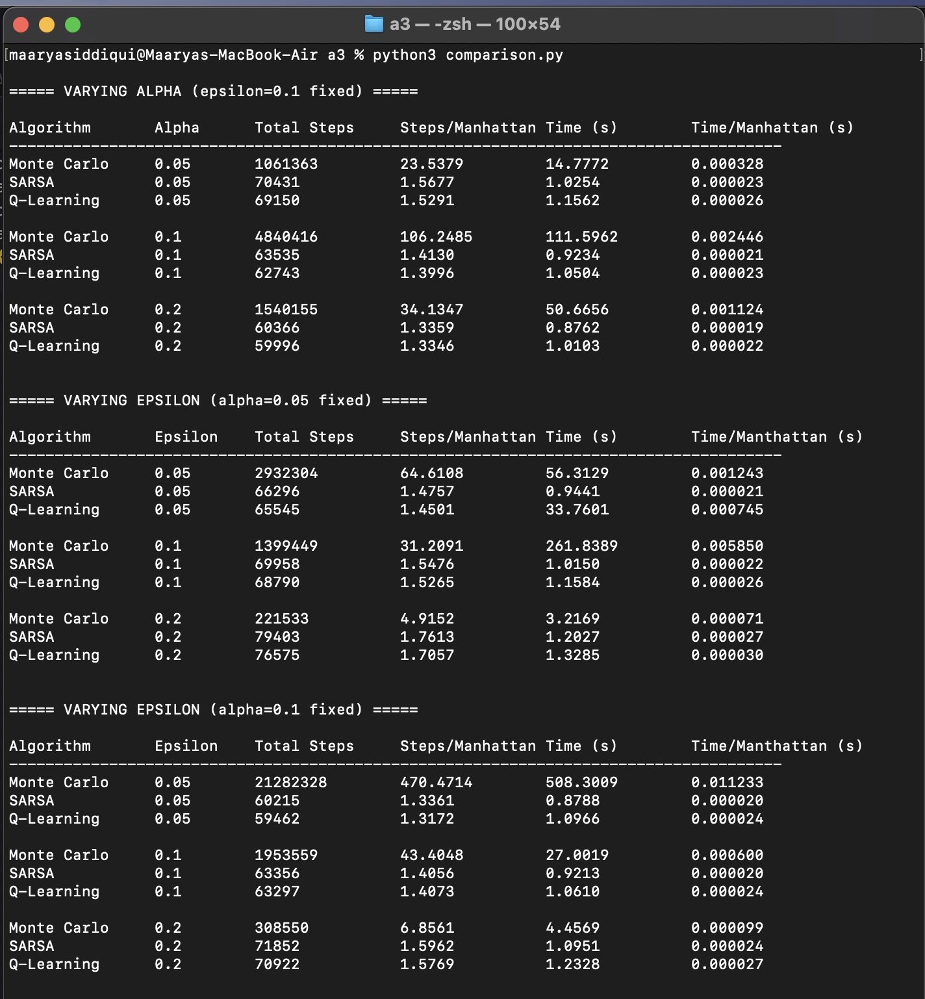 a3 — -zsh — 100×54
[maaryasiddiqui@Maaryas-MacBook-Air a3 % python3 comparison.py ]
===== VARYING ALPHA (epsilon=0.1 fixed) =====
Algorithm Alpha Total Steps Steps/Manhattan Time (s) Time/Manhattan (s)
-------------------------------------------------------------------------------------
Monte Carlo 0.05 1061363 23.5379 14.7772 0.000328
SARSA 0.05 70431 1.5677 1.0254 0.000023
Q-Learning 0.05 69150 1.5291 1.1562 0.000026
Monte Carlo 0.1 4840416 106.2485 111.5962 0.002446
SARSA 0.1 63535 1.4130 0.9234 0.000021
Q-Learning 0.1 62743 1.3996 1.0504 0.000023
Monte Carlo 0.2 1540155 34.1347 50.6656 0.001124
SARSA 0.2 60366 1.3359 0.8762 0.000019
Q-Learning 0.2 59996 1.3346 1.0103 0.000022
===== VARYING EPSILON (alpha=0.05 fixed) =====
Algorithm Epsilon Total Steps Steps/Manhattan Time (s) Time/Manthattan (s)
-------------------------------------------------------------------------------------
Monte Carlo 0.05 2932304 64.6108 56.3129 0.001243
SARSA 0.05 66296 1.4757 0.9441 0.000021
Q-Learning 0.05 65545 1.4501 33.7601 0.000745
Monte Carlo 0.1 1399449 31.2091 261.8389 0.005850
SARSA 0.1 69958 1.5476 1.0150 0.000022
Q-Learning 0.1 68790 1.5265 1.1584 0.000026
Monte Carlo 0.2 221533 4.9152 3.2169 0.000071
SARSA 0.2 79403 1.7613 1.2027 0.000027
Q-Learning 0.2 76575 1.7057 1.3285 0.000030
===== VARYING EPSILON (alpha=0.1 fixed) =====
Algorithm Epsilon Total Steps Steps/Manhattan Time (s) Time/Manthattan (s)
-------------------------------------------------------------------------------------
Monte Carlo 0.05 21282328 470.4714 508.3009 0.011233
SARSA 0.05 60215 1.3361 0.8788 0.000020
Q-Learning 0.05 59462 1.3172 1.0966 0.000024
Monte Carlo 0.1 1953559 43.4048 27.0019 0.000600
SARSA 0.1 63356 1.4056 0.9213 0.000020
Q-Learning 0.1 63297 1.4073 1.0610 0.000024
Monte Carlo 0.2 308550 6.8561 4.4569 0.000099
SARSA 0.2 71852 1.5962 1.0951 0.000024
Q-Learning 0.2 70922 1.5769 1.2328 0.000027